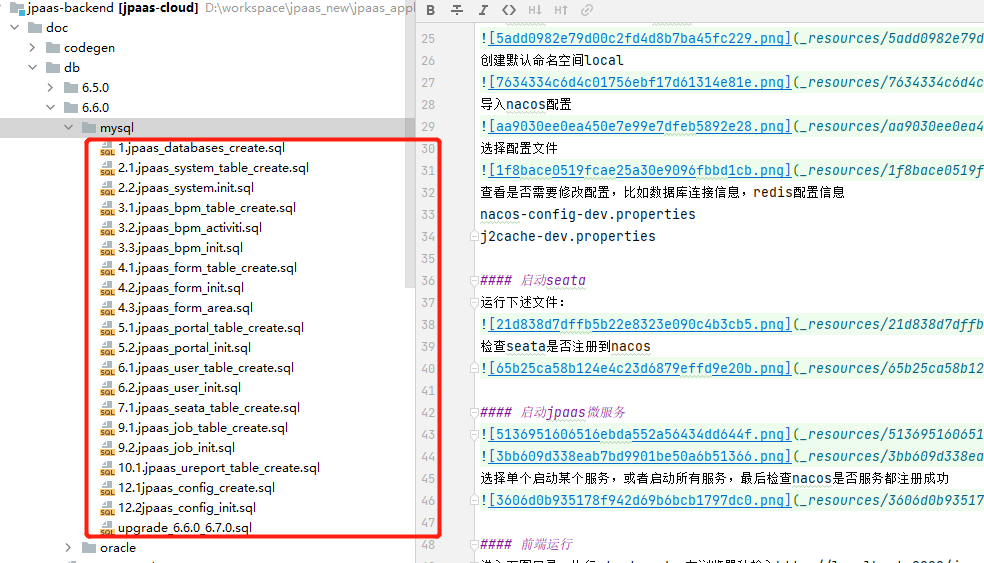 jpaas-backend [jpaas-cloud] D:\workspace\jpaas_new\jpaas_appl
doc
codegen
db
6.5.0
6.6.0
mysql
1.jpaas_databases_create.sql
2.1.jpaas_system_table_create.sql
2.2.jpaas_system.init.sql
3.1.jpaas_bpm_table_create.sql
3.2.jpaas_bpm_activiti.sql
3.3.jpaas_bpm_init.sql
4.1.jpaas_form_table_create.sql
4.2.jpaas_form_init.sql
4.3.jpaas_form_area.sql
5.1.jpaas_portal_table_create.sql
5.2.jpaas_portal_init.sql
6.1.jpaas_user_table_create.sql
6.2.jpaas_user_init.sql
7.1.jpaas_seata_table_create.sql
9.1.jpaas_job_table_create.sql
9.2.jpaas_job_init.sql
10.1.jpaas_ureport_table_create.sql
12.1jpaas_config_create.sql
12.2jpaas_config_init.sql
upgrade_6.6.0_6.7.0.sql
oracle
B I <> H↓ H↑
25 ![5add0982e79d00c2fd4d8b7ba45fc229.png](_resources/5add0982e79d
26 创建默认命名空间local
27 ![7634334c6d4c01756ebf17d61314e81e.png](_resources/7634334c6d4c
28 导入nacos配置
29 ![aa9030ee0ea450e7e99e7dfeb5892e28.png](_resources/aa9030ee0ea4
30 选择配置文件
31 ![1f8bace0519fcae25a30e9096fbbd1cb.png](_resources/1f8bace0519f
32 查看是否需要修改配置，比如数据库连接信息，redis配置信息
33 nacos-config-dev.properties
34 j2cache-dev.properties
35
36 #### 启动seata
37 运行下述文件：
38 ![21d838d7dffb5b22e8323e090c4b3cb5.png](_resources/21d838d7dffb
39 检查seata是否注册到nacos
40 ![65b25ca58b124e4c23d6879effd9e20b.png](_resources/65b25ca58b12
41
42 #### 启动jpaas微服务
43 ![5136951606516ebda552a56434dd644f.png](_resources/513695160651
44 ![3bb609d338eab7bd9901be50a6b51366.png](_resources/3bb609d338ea
45 选择单个启动某个服务，或者启动所有服务，最后检查nacos是否服务都注册成功
46 ![3606d0b935178f942d69b6bcb1797dc0.png](_resources/3606d0b93517
47
48 #### 前端运行